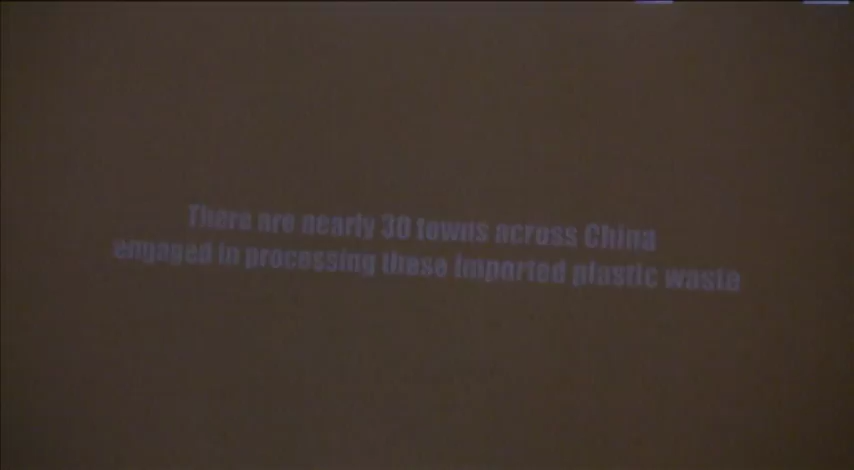 There are nearly 30 towns across China
engaged in processing these imported plastic waste